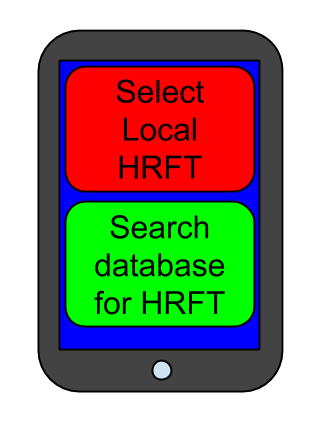 Select
Local
HRFT
Search
database
for HRFT